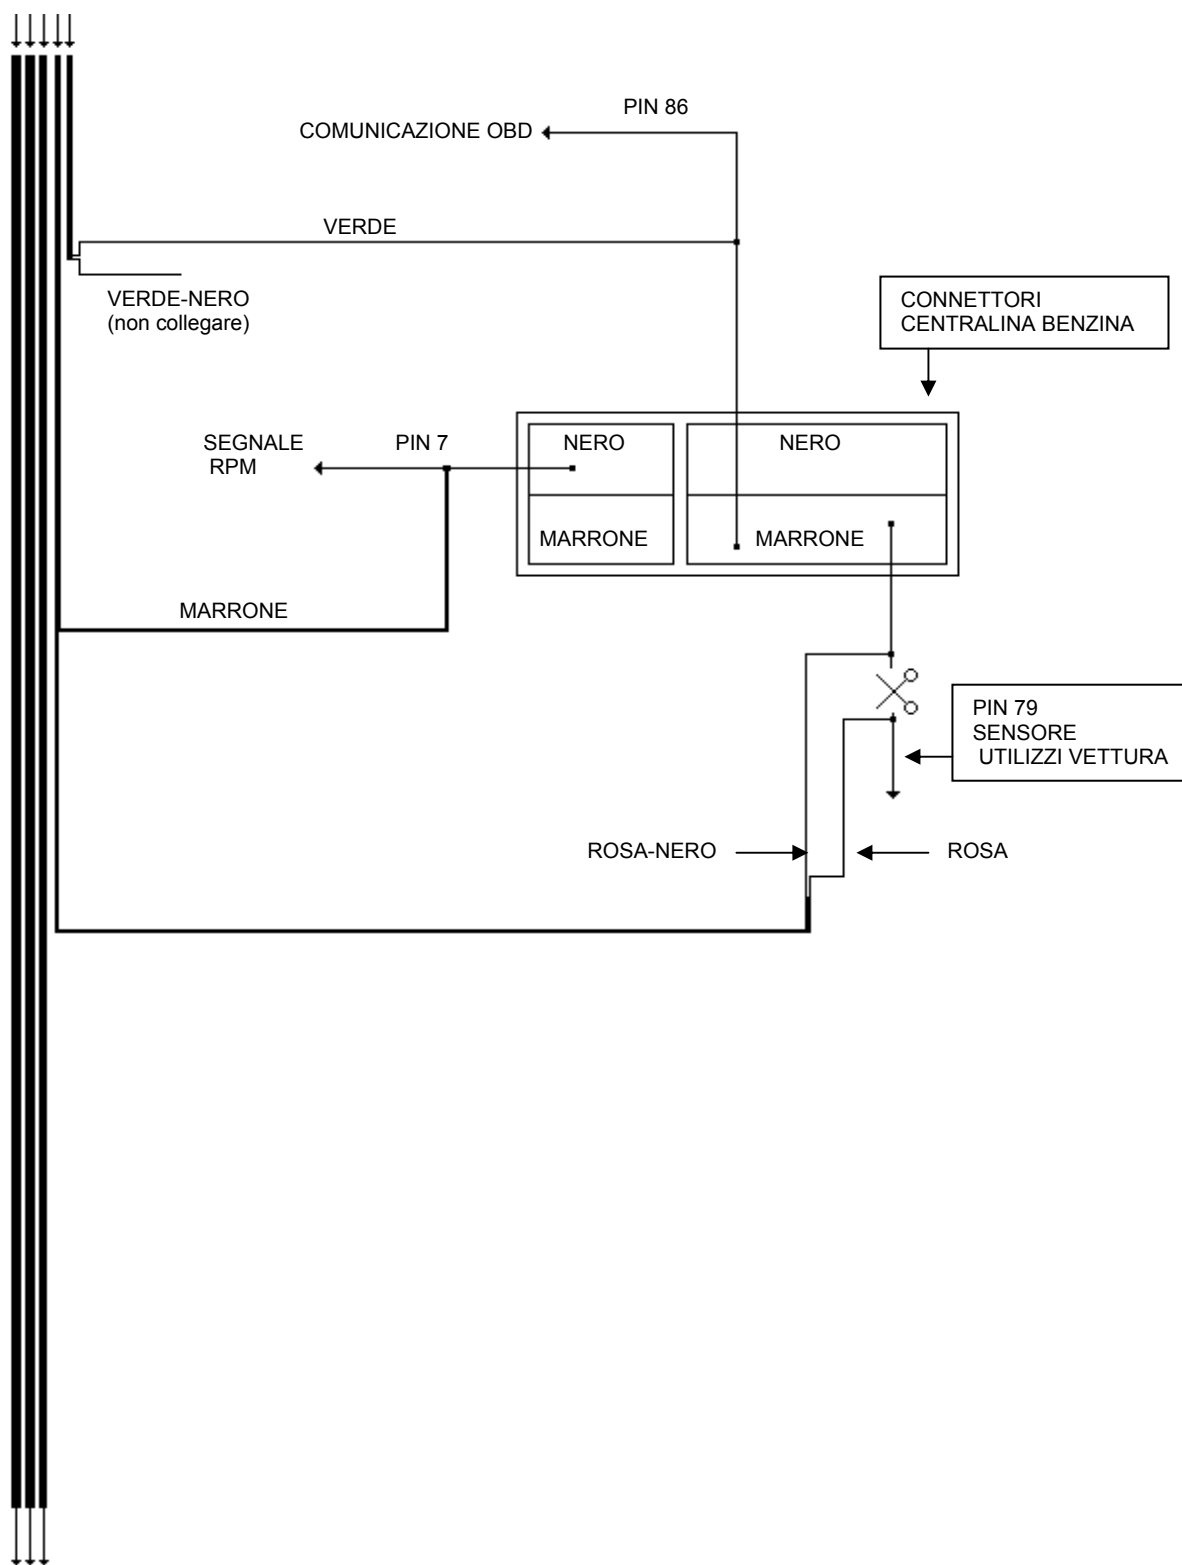 PIN 86
COMUNICAZIONE OBD
VERDE
VERDE-NERO
(non collegare)
CONNETTORI
CENTRALINA BENZINA
SEGNALE
RPM
PIN 7
NERO
NERO
MARRONE
MARRONE
MARRONE
PIN 79
SENSORE
UTILIZZI VETTURA
ROSA-NERO
ROSA